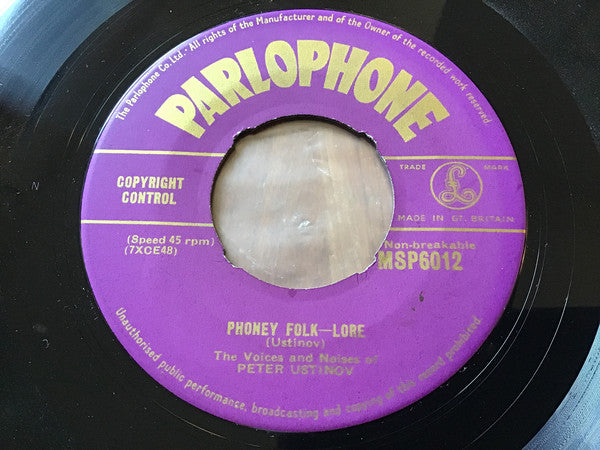 The Parlophone Co. Ltd. All rights of the Manufacturer and of the Owner of the recorded work reserved
PARLOPHONE
COPYRIGHT
CONTROL
TRADE MARK
£
MADE IN GT. BRITAIN
(Speed 45 rpm)
(7XCE48)
Non-breakable
MSP6012
PHONEY FOLK—LORE
(Ustinov)
The Voices and Noises of
PETER USTINOV
Unauthorised public performance, broadcasting and copying of this record prohibited.
N